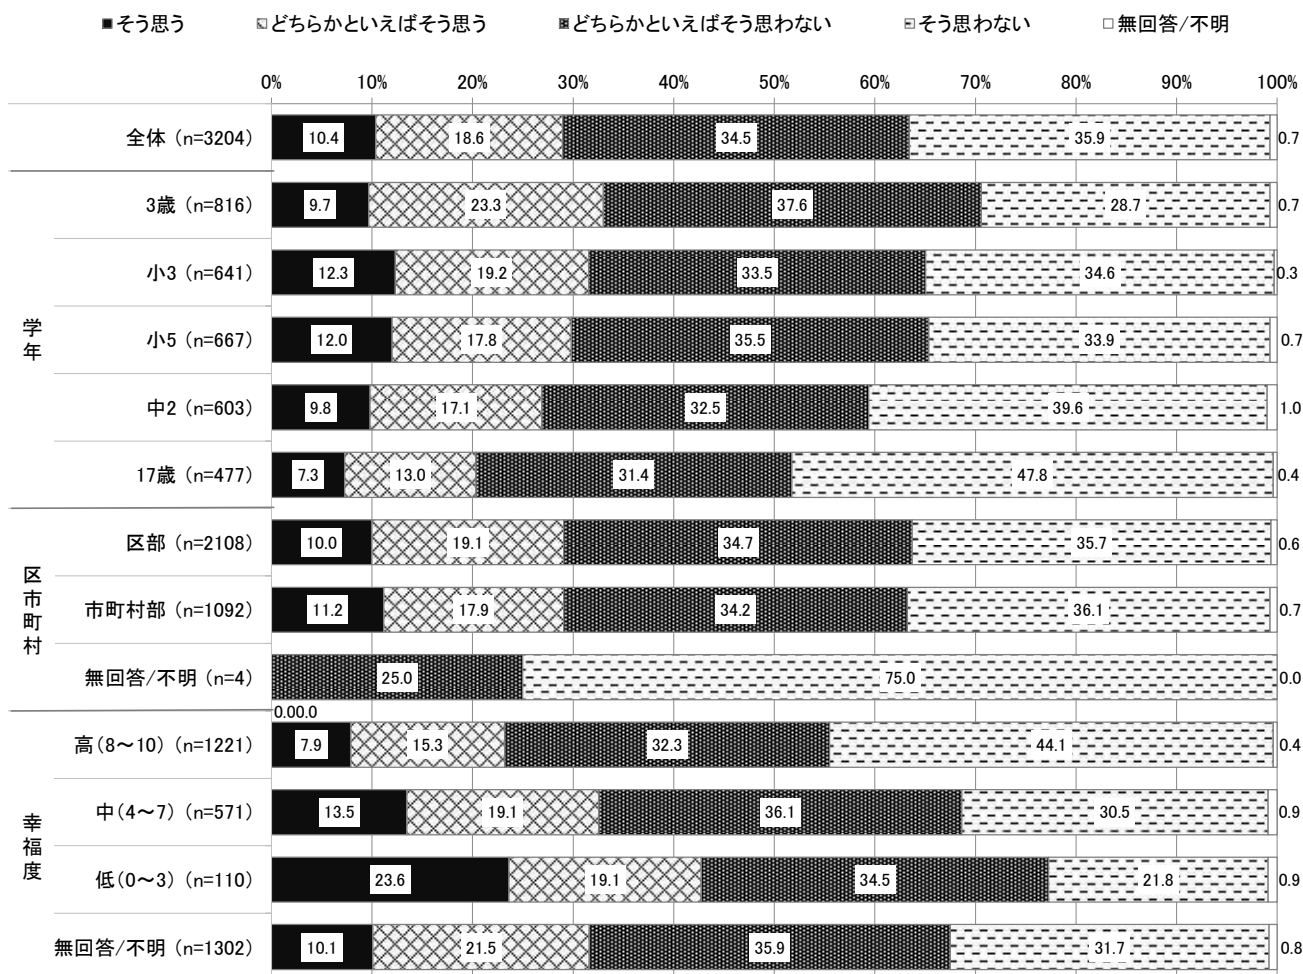 ■そう思う どちらかといえばそう思う どちらかといえばそう思わない そう思わない □無回答/不明
0% 10% 20% 30% 40% 50% 60% 70% 80% 90% 100%
全体（n=3204） 10.4 18.6 34.5 35.9 0.7
学年
3歳（n=816） 9.7 23.3 37.6 28.7 0.7
小3（n=641） 12.3 19.2 33.5 34.6 0.3
小5（n=667） 12.0 17.8 35.5 33.9 0.7
中2（n=603） 9.8 17.1 32.5 39.6 1.0
17歳（n=477） 7.3 13.0 31.4 47.8 0.4
区市町村
区部（n=2108） 10.0 19.1 34.7 35.7 0.6
市町村部（n=1092） 11.2 17.9 34.2 36.1 0.7
無回答/不明（n=4） 25.0 75.0 0.0
0.00.0
幸福度
高（8～10）（n=1221） 7.9 15.3 32.3 44.1 0.4
中（4～7）（n=571） 13.5 19.1 36.1 30.5 0.9
低（0～3）（n=110） 23.6 19.1 34.5 21.8 0.9
無回答/不明（n=1302） 10.1 21.5 35.9 31.7 0.8